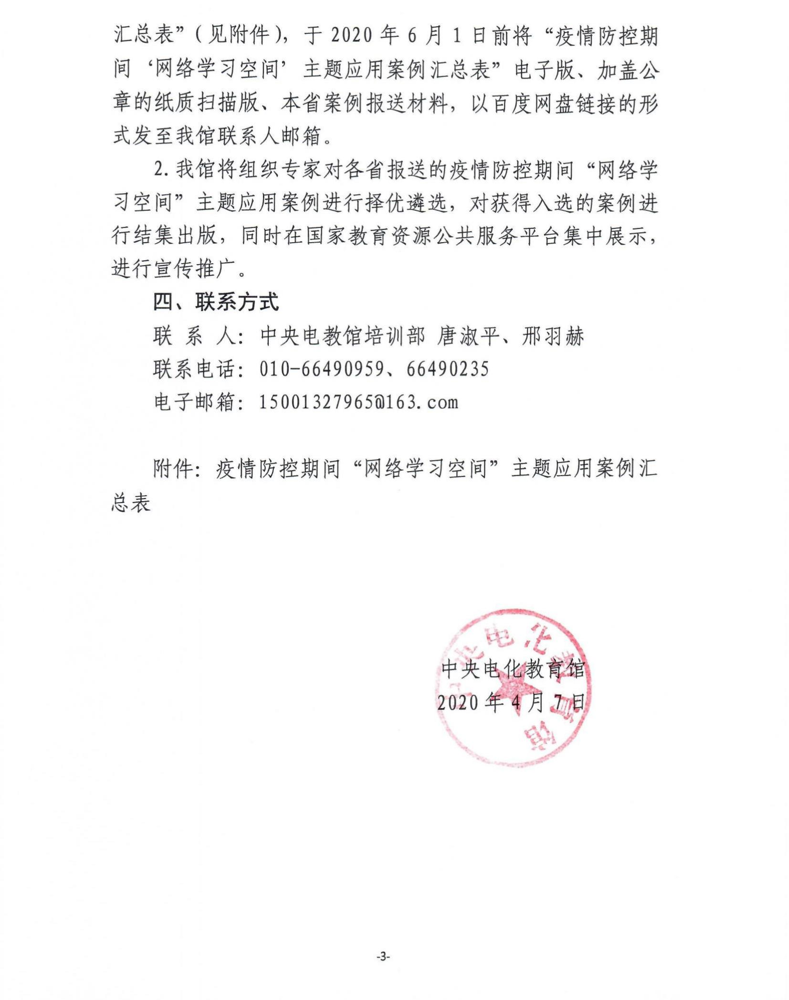 汇总表”（见附件），于 2020 年 6 月 1 日前将“疫情防控期
间‘网络学习空间’主题应用案例汇总表”电子版、加盖公
章的纸质扫描版、本省案例报送材料，以百度网盘链接的形
式发至我馆联系人邮箱。
2. 我馆将组织专家对各省报送的疫情防控期间“网络学
习空间”主题应用案例进行择优遴选，对获得入选的案例进
行结集出版，同时在国家教育资源公共服务平台集中展示，
进行宣传推广。
四、联系方式
联 系 人：中央电教馆培训部 唐淑平、邢羽赫
联系电话：010-66490959、66490235
电子邮箱：15001327965@163.com
附件：疫情防控期间“网络学习空间”主题应用案例汇
总表
中央电化教育馆
中央电化教育馆
2020 年 4 月 7 日
-3-